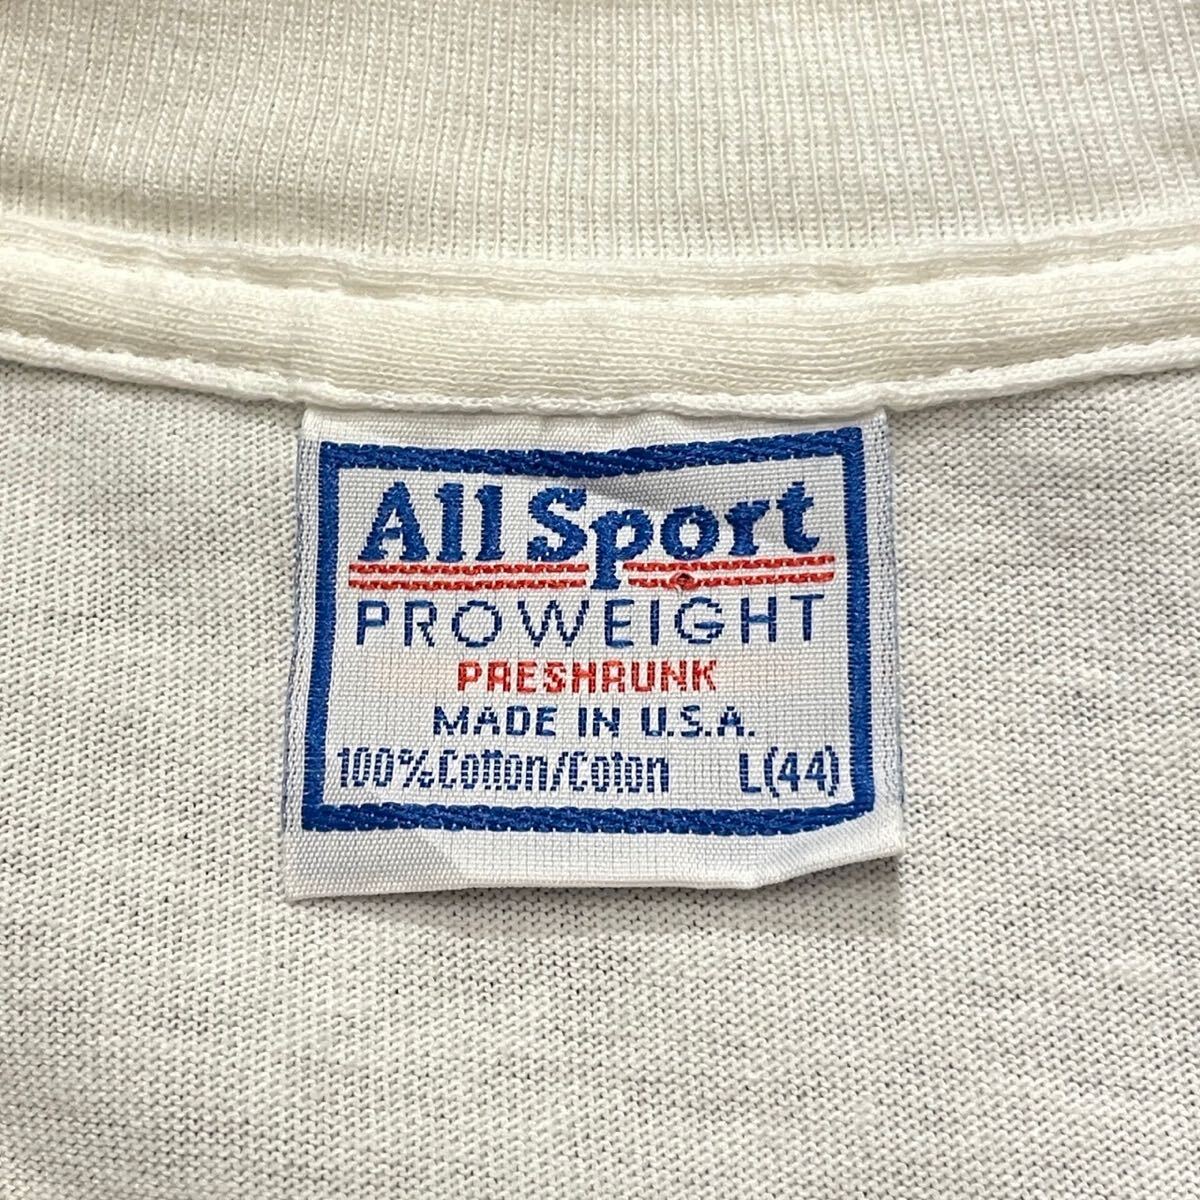 All Sport
PROWEIGHT
PRESHRUNK
MADE IN U.S.A.
100% Cotton/Coton L(44)